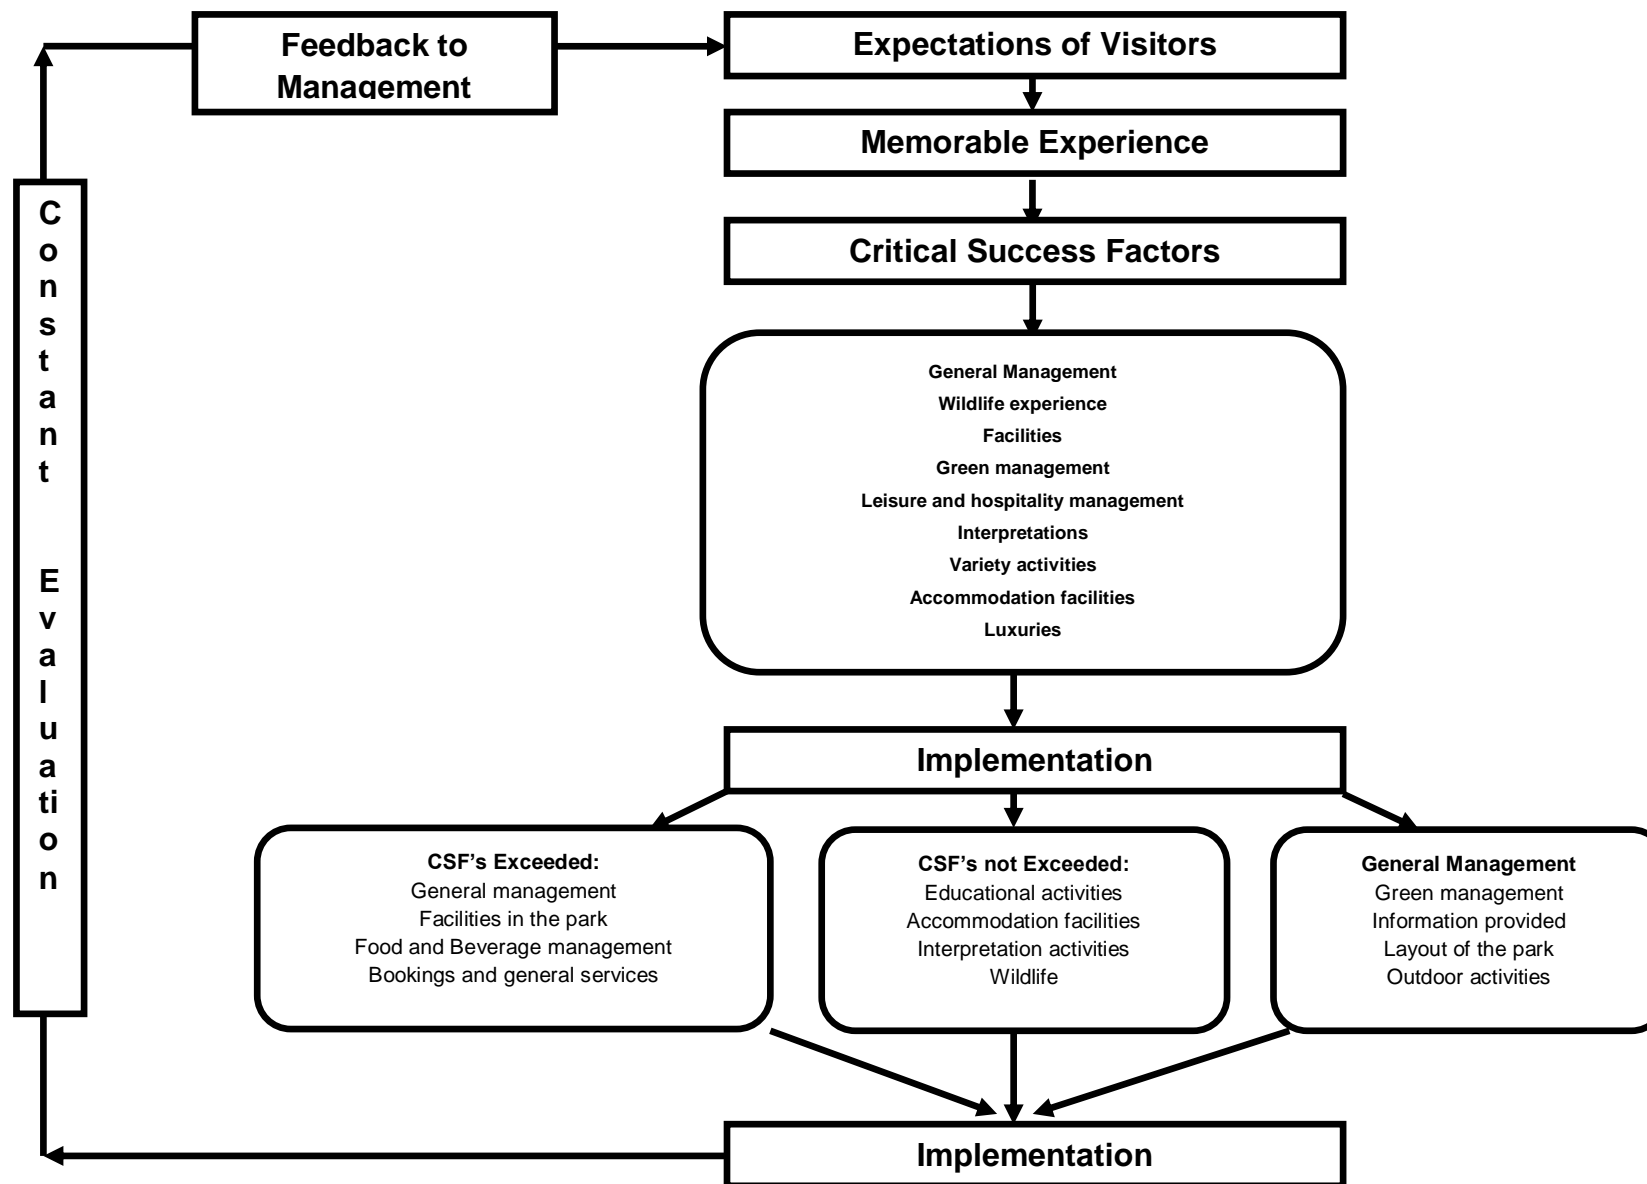 Feedback to
Management
Expectations of Visitors
Memorable Experience
Critical Success Factors
General Management
Wildlife experience
Facilities
Green management
Leisure and hospitality management
Interpretations
Variety activities
Accommodation facilities
Luxuries
Implementation
CSF's Exceeded:
General management
Facilities in the park
Food and Beverage management
Bookings and general services
CSF's not Exceeded:
Educational activities
Accommodation facilities
Interpretation activities
Wildlife
General Management
Green management
Information provided
Layout of the park
Outdoor activities
Implementation
Constant Evaluation